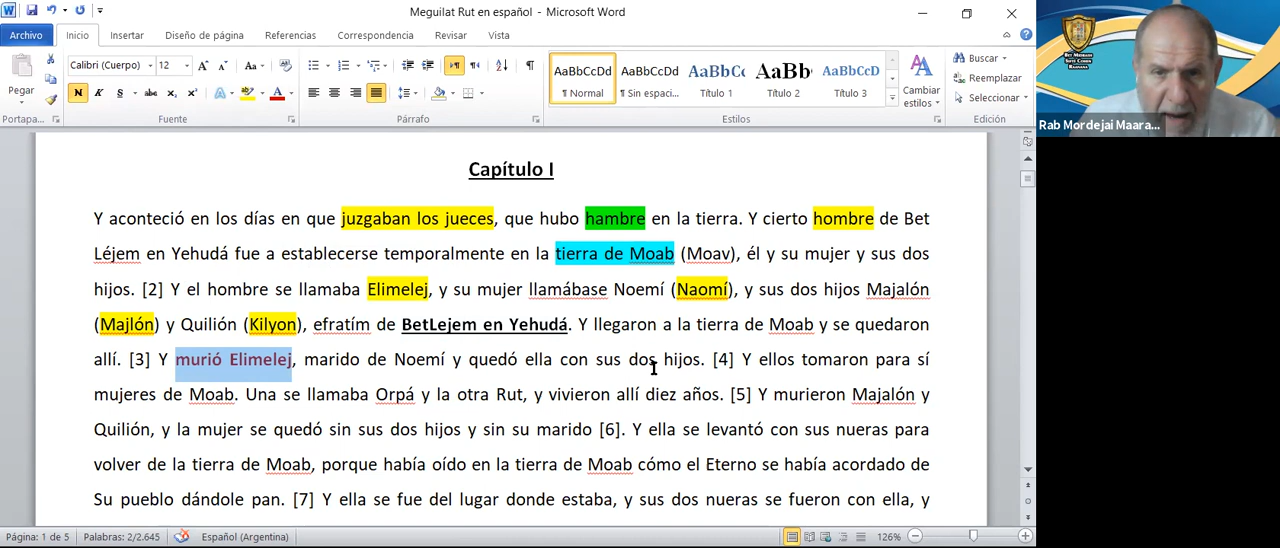 Meguilat Rut en español - Microsoft Word
Archivo Inicio Insertar Diseño de página Referencias Correspondencia Revisar Vista
Calibri (Cuerpo) 12
Pegar
N K S abc x₂ x² A
AaBbCcDd AaBbCcDd AaBbCc AaBb AaBbCcD
¶ Normal ¶ Sin espaci... Título 1 Título 2 Título 3
Cambiar estilos
Buscar
Reemplazar
Seleccionar
Portapa... Fuente Párrafo Estilos Edición
BET MIDRASH
Rab Mordejai Maara...
Capítulo I
Y aconteció en los días en que juzgaban los jueces, que hubo hambre en la tierra. Y cierto hombre de Bet
Léjem en Yehudá fue a establecerse temporalmente en la tierra de Moab (Moav), él y su mujer y sus dos
hijos. [2] Y el hombre se llamaba Elimelej, y su mujer llamábase Noemí (Naomí), y sus dos hijos Majalón
(Majlón) y Quilión (Kilyon), efratím de BetLejem en Yehudá. Y llegaron a la tierra de Moab y se quedaron
allí. [3] Y murió Elimelej, marido de Noemí y quedó ella con sus dos hijos. [4] Y ellos tomaron para sí
mujeres de Moab. Una se llamaba Orpá y la otra Rut, y vivieron allí diez años. [5] Y murieron Majalón y
Quilión, y la mujer se quedó sin sus dos hijos y sin su marido [6]. Y ella se levantó con sus nueras para
volver de la tierra de Moab, porque había oído en la tierra de Moab cómo el Eterno se había acordado de
Su pueblo dándole pan. [7] Y ella se fue del lugar donde estaba, y sus dos nueras se fueron con ella, y
Página: 1 de 5 Palabras: 2/2.645 Español (Argentina) 126%